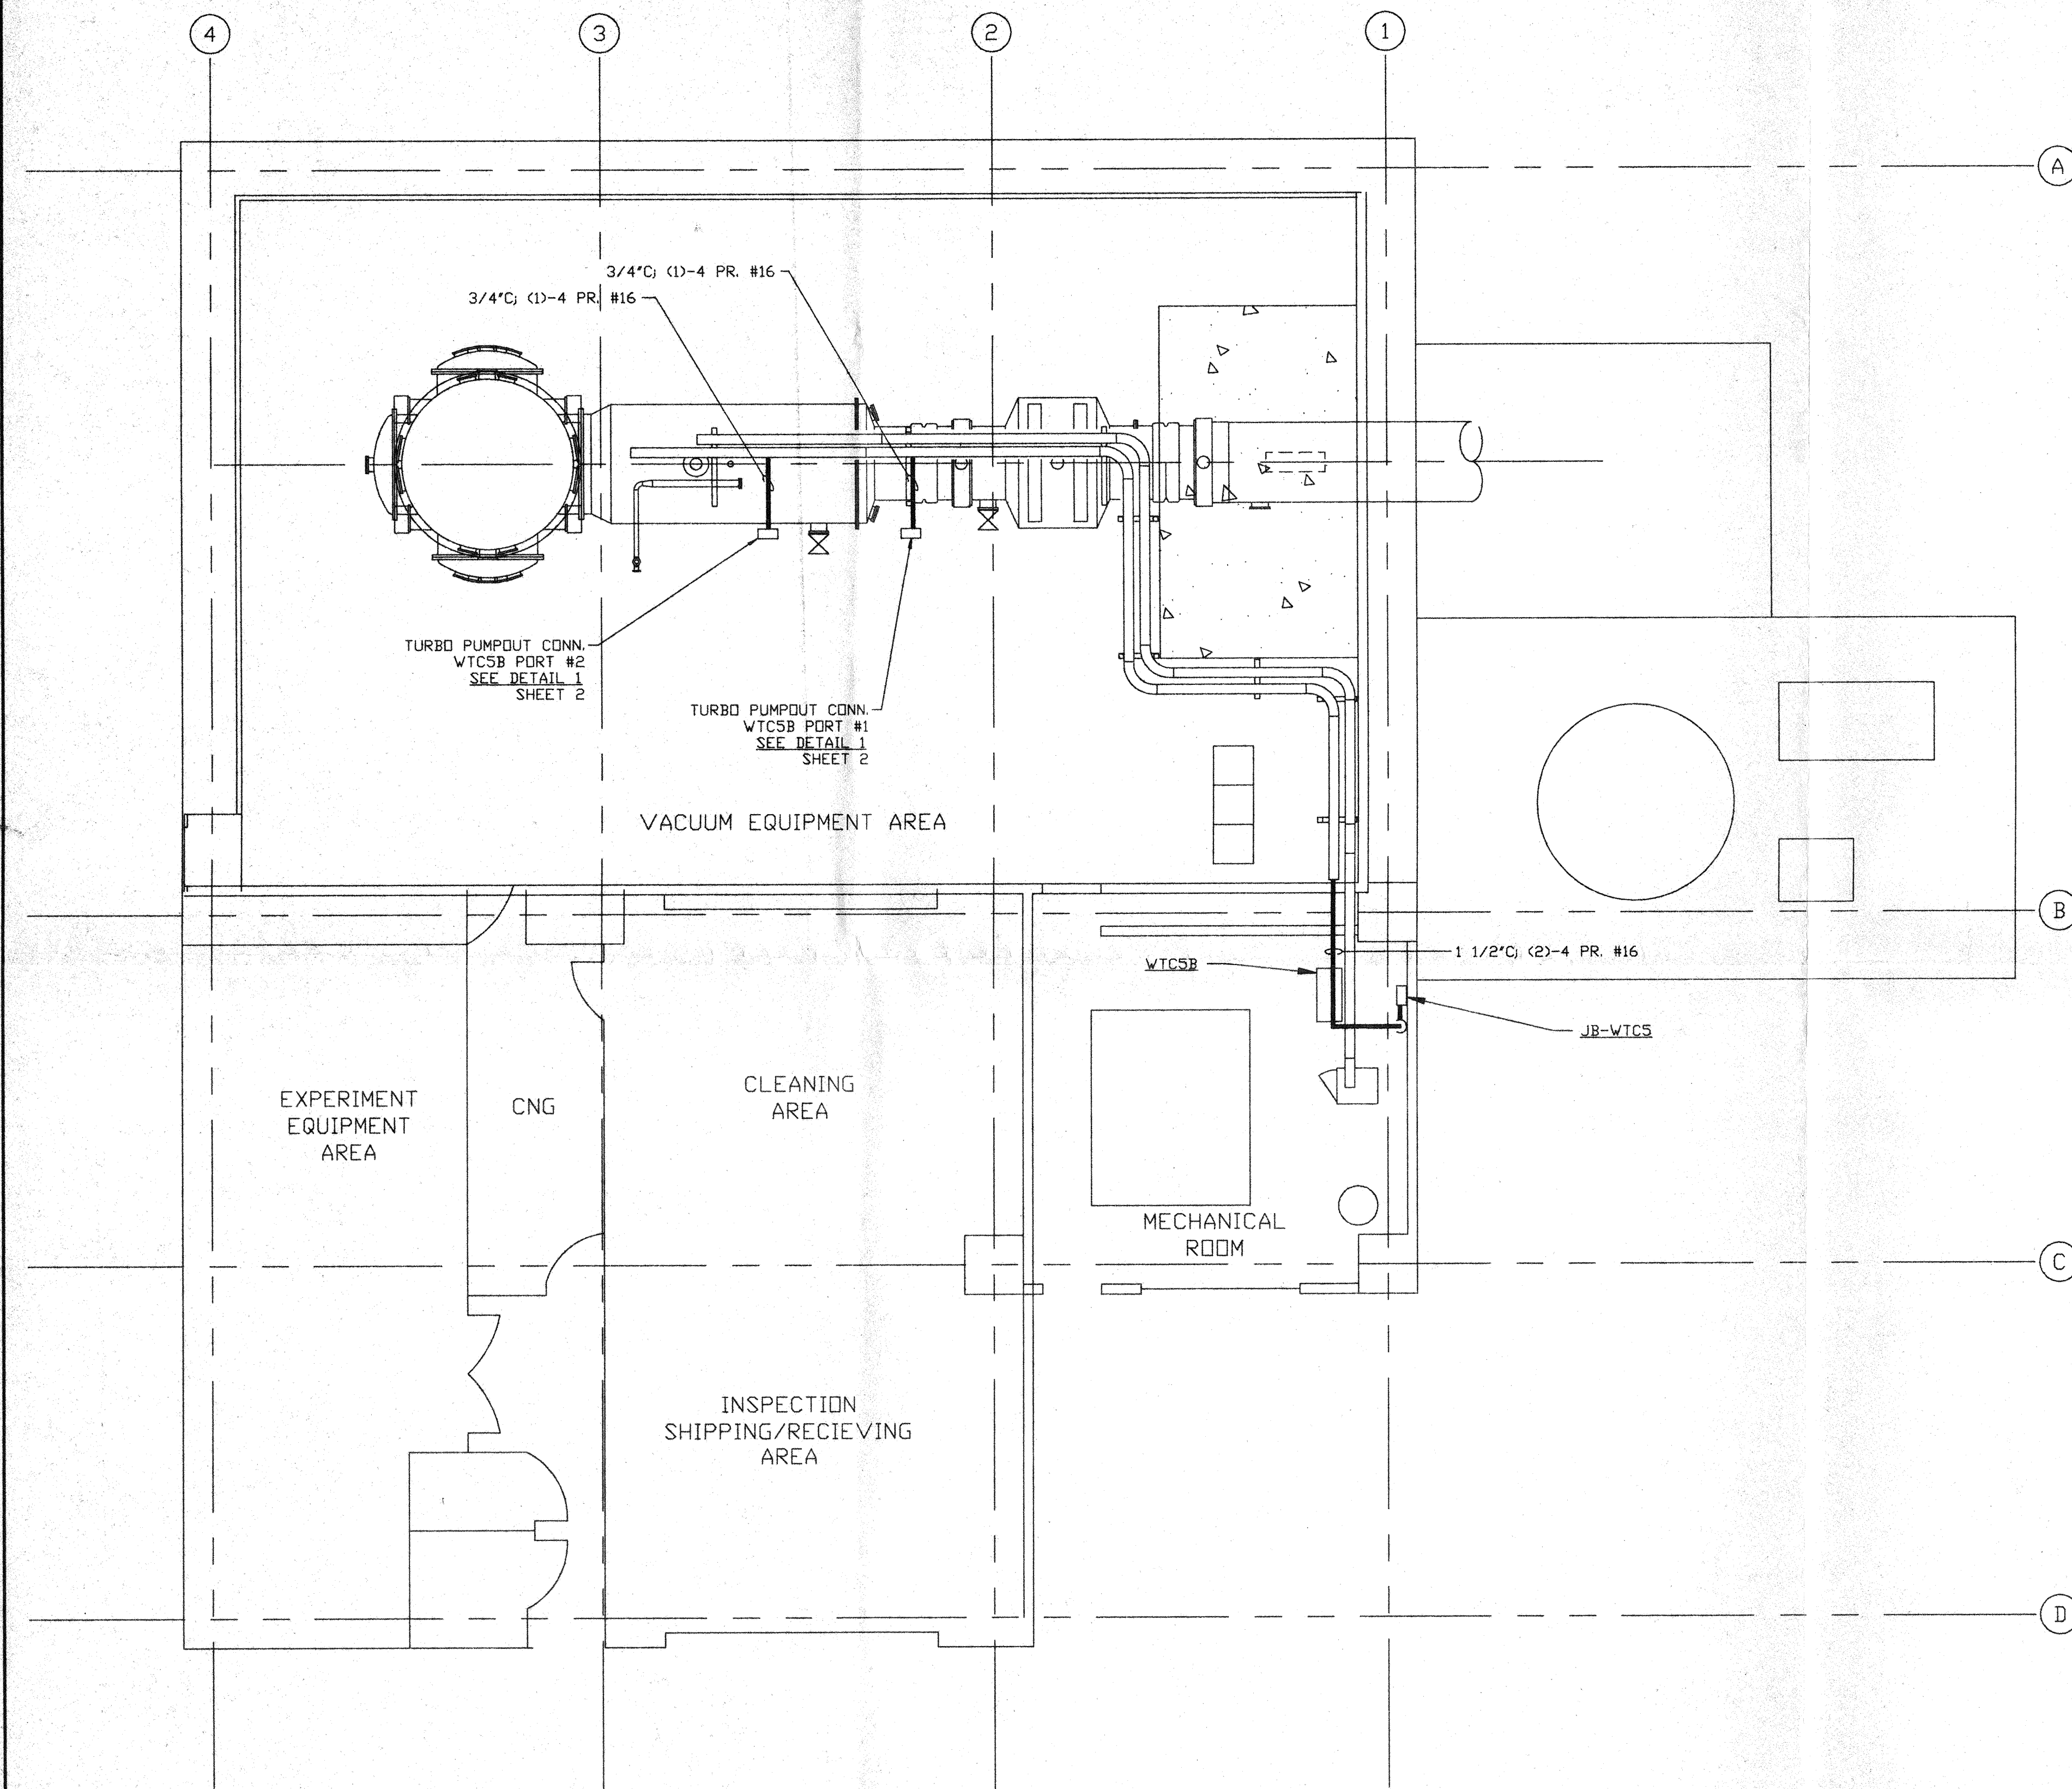 4
3
2
1
A
3/4"C; (1)-4 PR. #16
3/4"C; (1)-4 PR. #16
TURBO PUMPOUT CONN.
WTC5B PORT #2
SEE DETAIL 1
SHEET 2
TURBO PUMPOUT CONN.
WTC5B PORT #1
SEE DETAIL 1
SHEET 2
VACUUM EQUIPMENT AREA
B
1 1/2"C; (2)-4 PR. #16
WTC5B
JB-WTC5
EXPERIMENT
EQUIPMENT
AREA
CNG
CLEANING
AREA
MECHANICAL
ROOM
C
INSPECTION
SHIPPING/RECIEVING
AREA
D